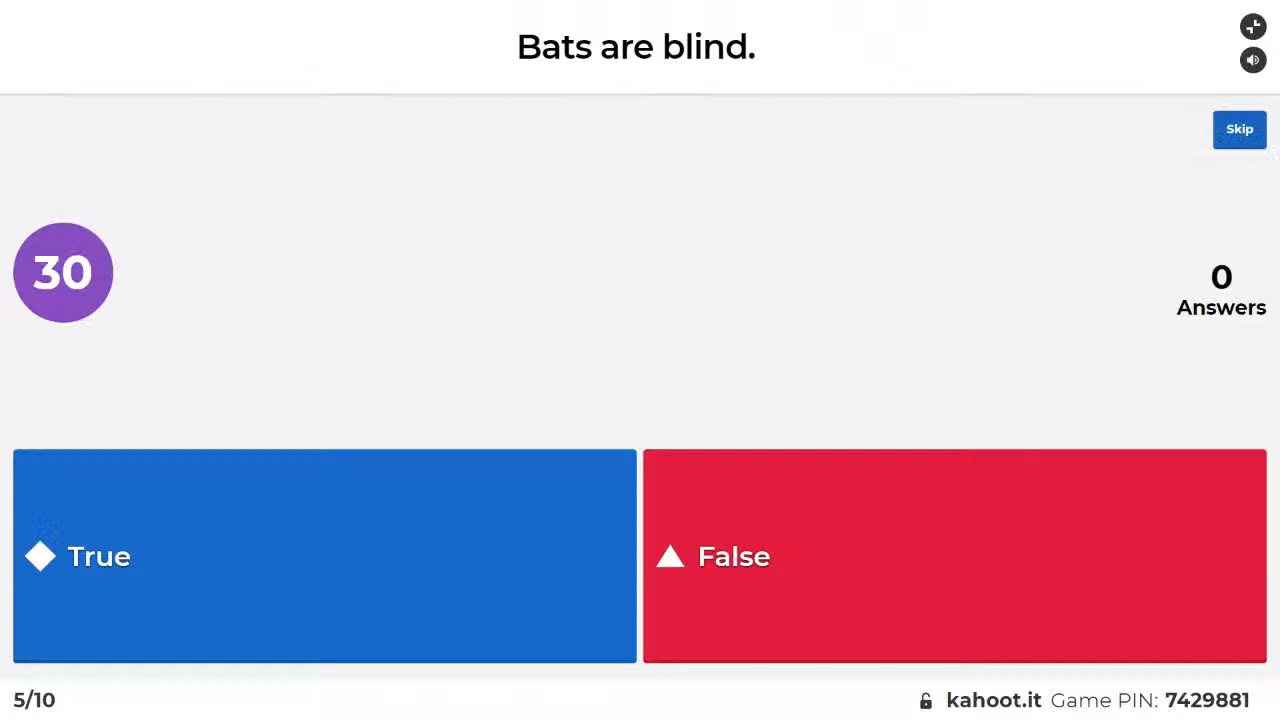 Bats are blind.
Skip
30
0
Answers
True
False
5/10
kahoot.it Game PIN: 7429881